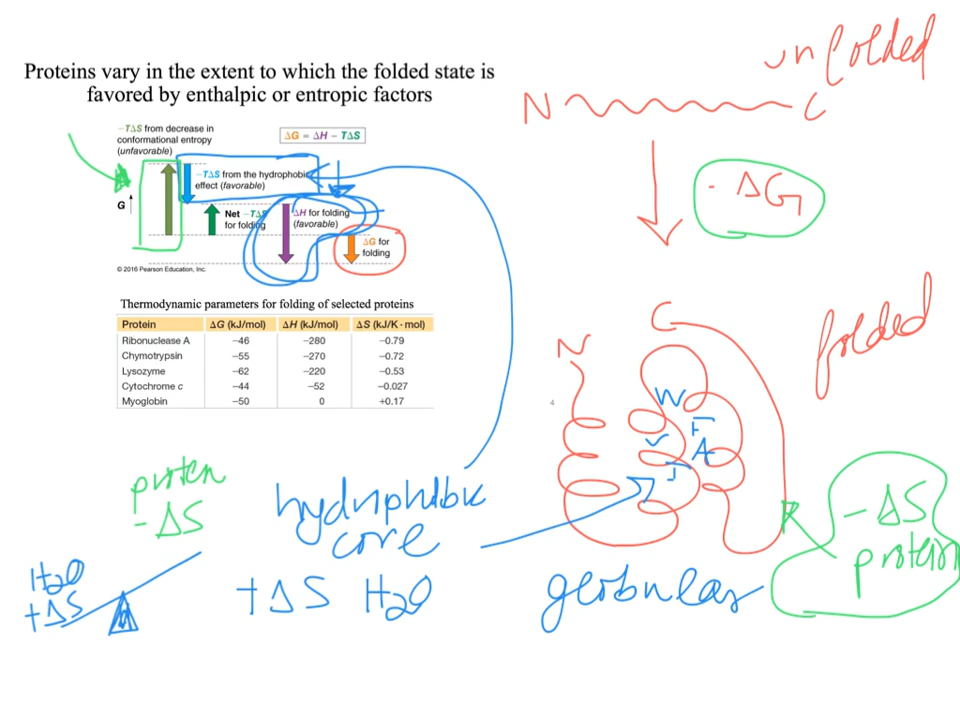 Proteins vary in the extent to which the folded state is
favored by enthalpic or entropic factors
−TΔS from decrease in
conformational entropy
(unfavorable)
ΔG = ΔH − TΔS
−TΔS from the hydrophobic
effect (favorable)
G
Net −TΔS
for folding
ΔH for folding
(favorable)
ΔG for
folding
© 2016 Pearson Education, Inc.
Thermodynamic parameters for folding of selected proteins
Protein ΔG (kJ/mol) ΔH (kJ/mol) ΔS (kJ/K · mol)
Ribonuclease A −46 −280 −0.79
Chymotrypsin −55 −270 −0.72
Lysozyme −62 −220 −0.53
Cytochrome c −44 −52 −0.027
Myoglobin −50 0 +0.17
unfolded
N C
- ΔG
folded
N C
4
W
F
V A
I
proten
- ΔS
hydrophobic
core
+ΔS H2O
H2O
+ΔS
globular
- ΔS
protein